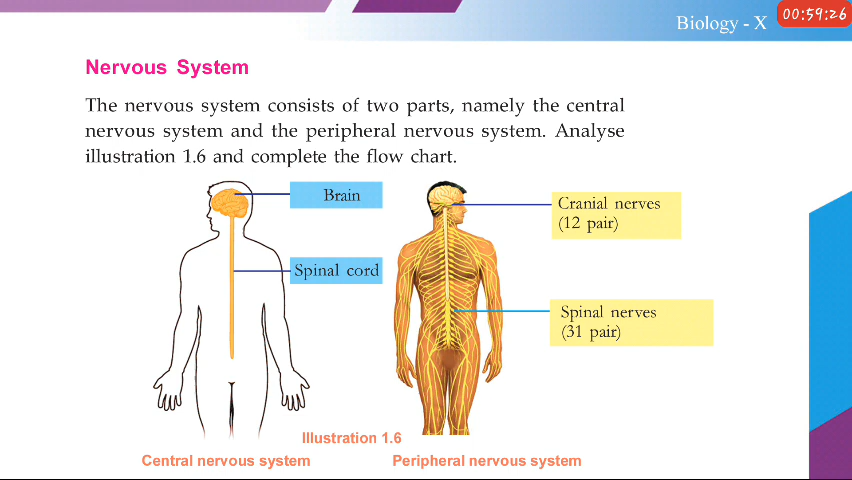 Biology - X
00:59:26
Nervous System
The nervous system consists of two parts, namely the central
nervous system and the peripheral nervous system. Analyse
illustration 1.6 and complete the flow chart.
Brain
Spinal cord
Cranial nerves
(12 pair)
Spinal nerves
(31 pair)
Illustration 1.6
Central nervous system
Peripheral nervous system